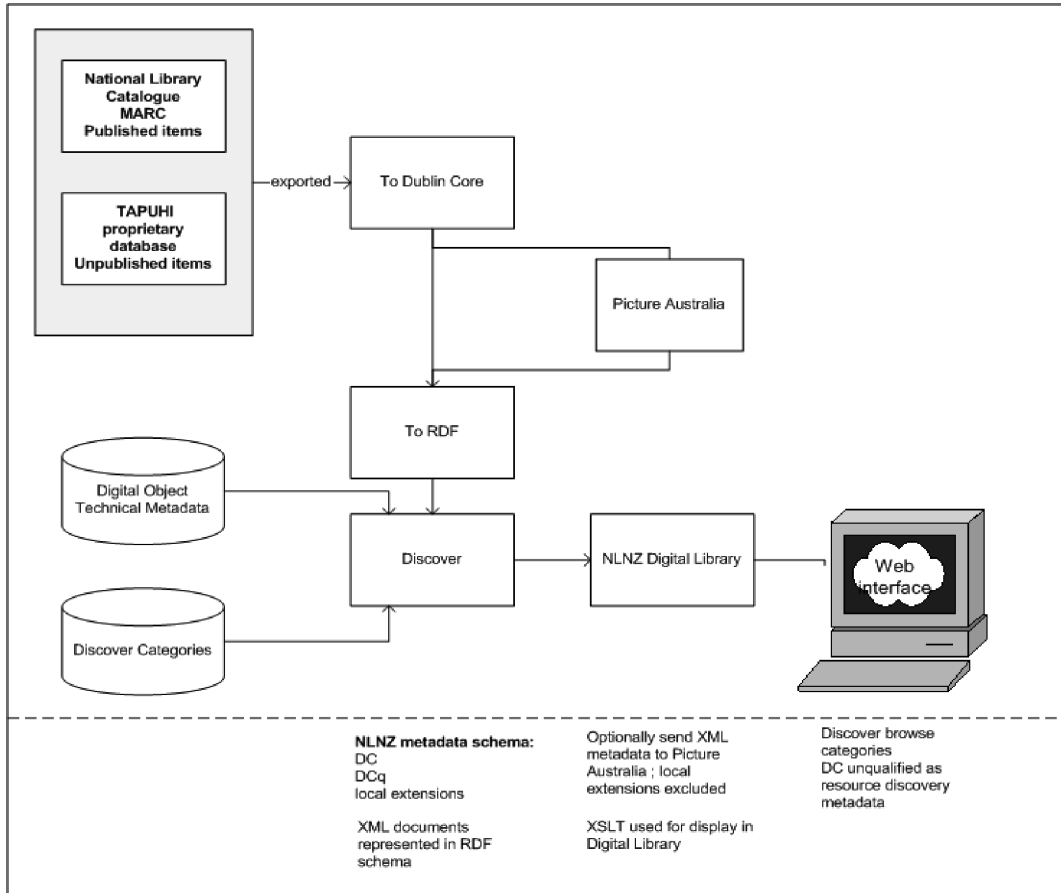 National Library
Catalogue
MARC
Published items
TAPUHI
proprietary
database
Unpublished items
exported
To Dublin Core
Picture Australia
To RDF
Digital Object
Technical Metadata
Discover
NLNZ Digital Library
Web
interface
Discover Categories
NLNZ metadata schema:
DC
DCq
local extensions
XML documents
represented in RDF
schema
Optionally send XML
metadata to Picture
Australia ; local
extensions excluded
XSLT used for display in
Digital Library
Discover browse
categories
DC unqualified as
resource discovery
metadata